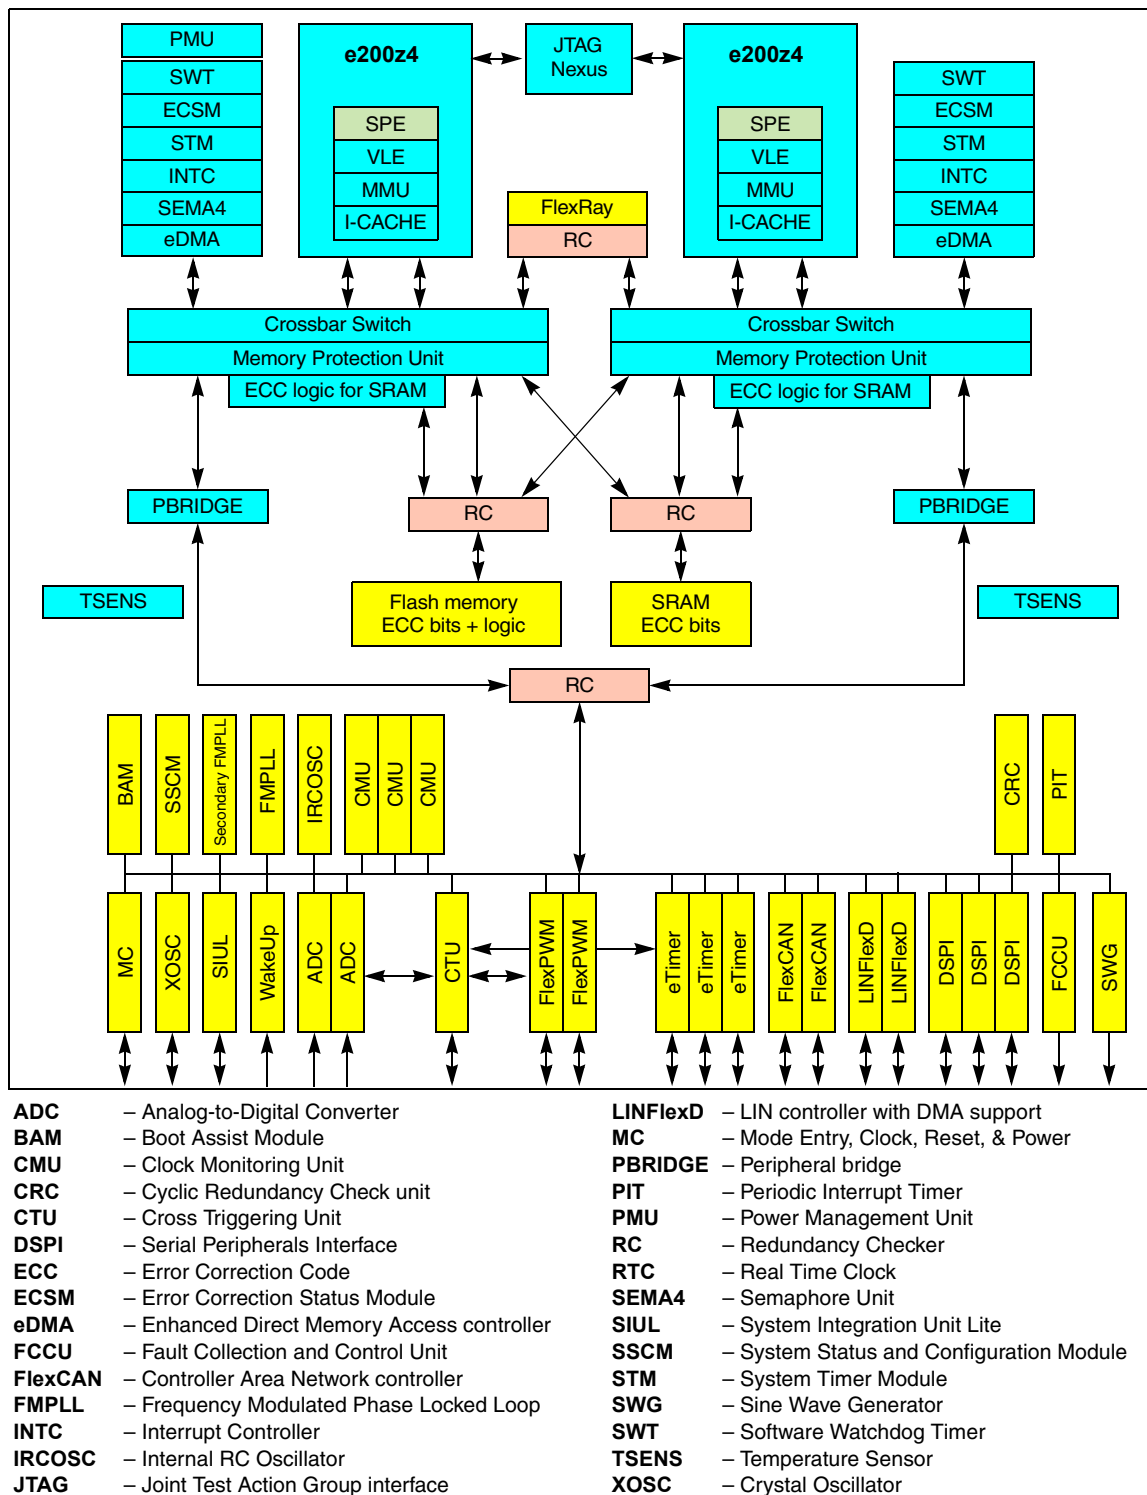 PMU
SWT
ECSM
STM
INTC
SEMA4
eDMA
e200z4
SPE
VLE
MMU
I-CACHE
JTAG
Nexus
FlexRay
RC
e200z4
SPE
VLE
MMU
I-CACHE
SWT
ECSM
STM
INTC
SEMA4
eDMA
Crossbar Switch
Memory Protection Unit
ECC logic for SRAM
Crossbar Switch
Memory Protection Unit
ECC logic for SRAM
PBRIDGE
RC
RC
PBRIDGE
TSENS
Flash memory
ECC bits + logic
SRAM
ECC bits
TSENS
RC
BAM
SSCM
Secondary FMPLL
FMPLL
IRCOSC
CMU
CMU
CMU
CRC
PIT
MC
XOSC
SIUL
WakeUp
ADC
ADC
CTU
FlexPWM
FlexPWM
eTimer
eTimer
eTimer
FlexCAN
FlexCAN
LINFlexD
LINFlexD
DSPI
DSPI
DSPI
FCCU
SWG
ADC – Analog-to-Digital Converter
BAM – Boot Assist Module
CMU – Clock Monitoring Unit
CRC – Cyclic Redundancy Check unit
CTU – Cross Triggering Unit
DSPI – Serial Peripherals Interface
ECC – Error Correction Code
ECSM – Error Correction Status Module
eDMA – Enhanced Direct Memory Access controller
FCCU – Fault Collection and Control Unit
FlexCAN – Controller Area Network controller
FMPLL – Frequency Modulated Phase Locked Loop
INTC – Interrupt Controller
IRCOSC – Internal RC Oscillator
JTAG – Joint Test Action Group interface
LINFlexD – LIN controller with DMA support
MC – Mode Entry, Clock, Reset, & Power
PBRIDGE – Peripheral bridge
PIT – Periodic Interrupt Timer
PMU – Power Management Unit
RC – Redundancy Checker
RTC – Real Time Clock
SEMA4 – Semaphore Unit
SIUL – System Integration Unit Lite
SSCM – System Status and Configuration Module
STM – System Timer Module
SWG – Sine Wave Generator
SWT – Software Watchdog Timer
TSENS – Temperature Sensor
XOSC – Crystal Oscillator